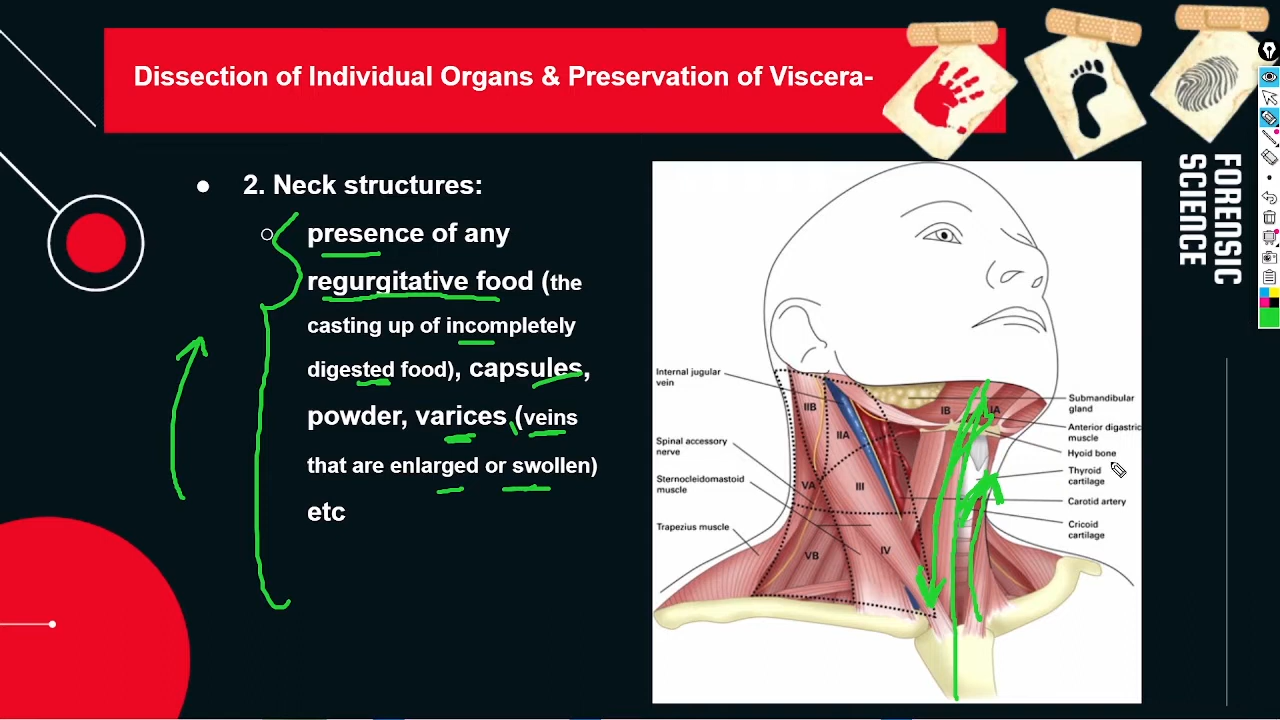 Dissection of Individual Organs & Preservation of Viscera-
FORENSIC
SCIENCE
2. Neck structures:
presence of any
regurgitative food (the
casting up of incompletely
digested food), capsules,
powder, varices (veins
that are enlarged or swollen)
etc
Internal jugular
vein
Spinal accessory
nerve
Sternocleidomastoid
muscle
Trapezius muscle
IIB
IIA
IB
IA
VA
III
IV
VB
Submandibular
gland
Anterior digastric
muscle
Hyoid bone
Thyroid
cartilage
Carotid artery
Cricoid
cartilage